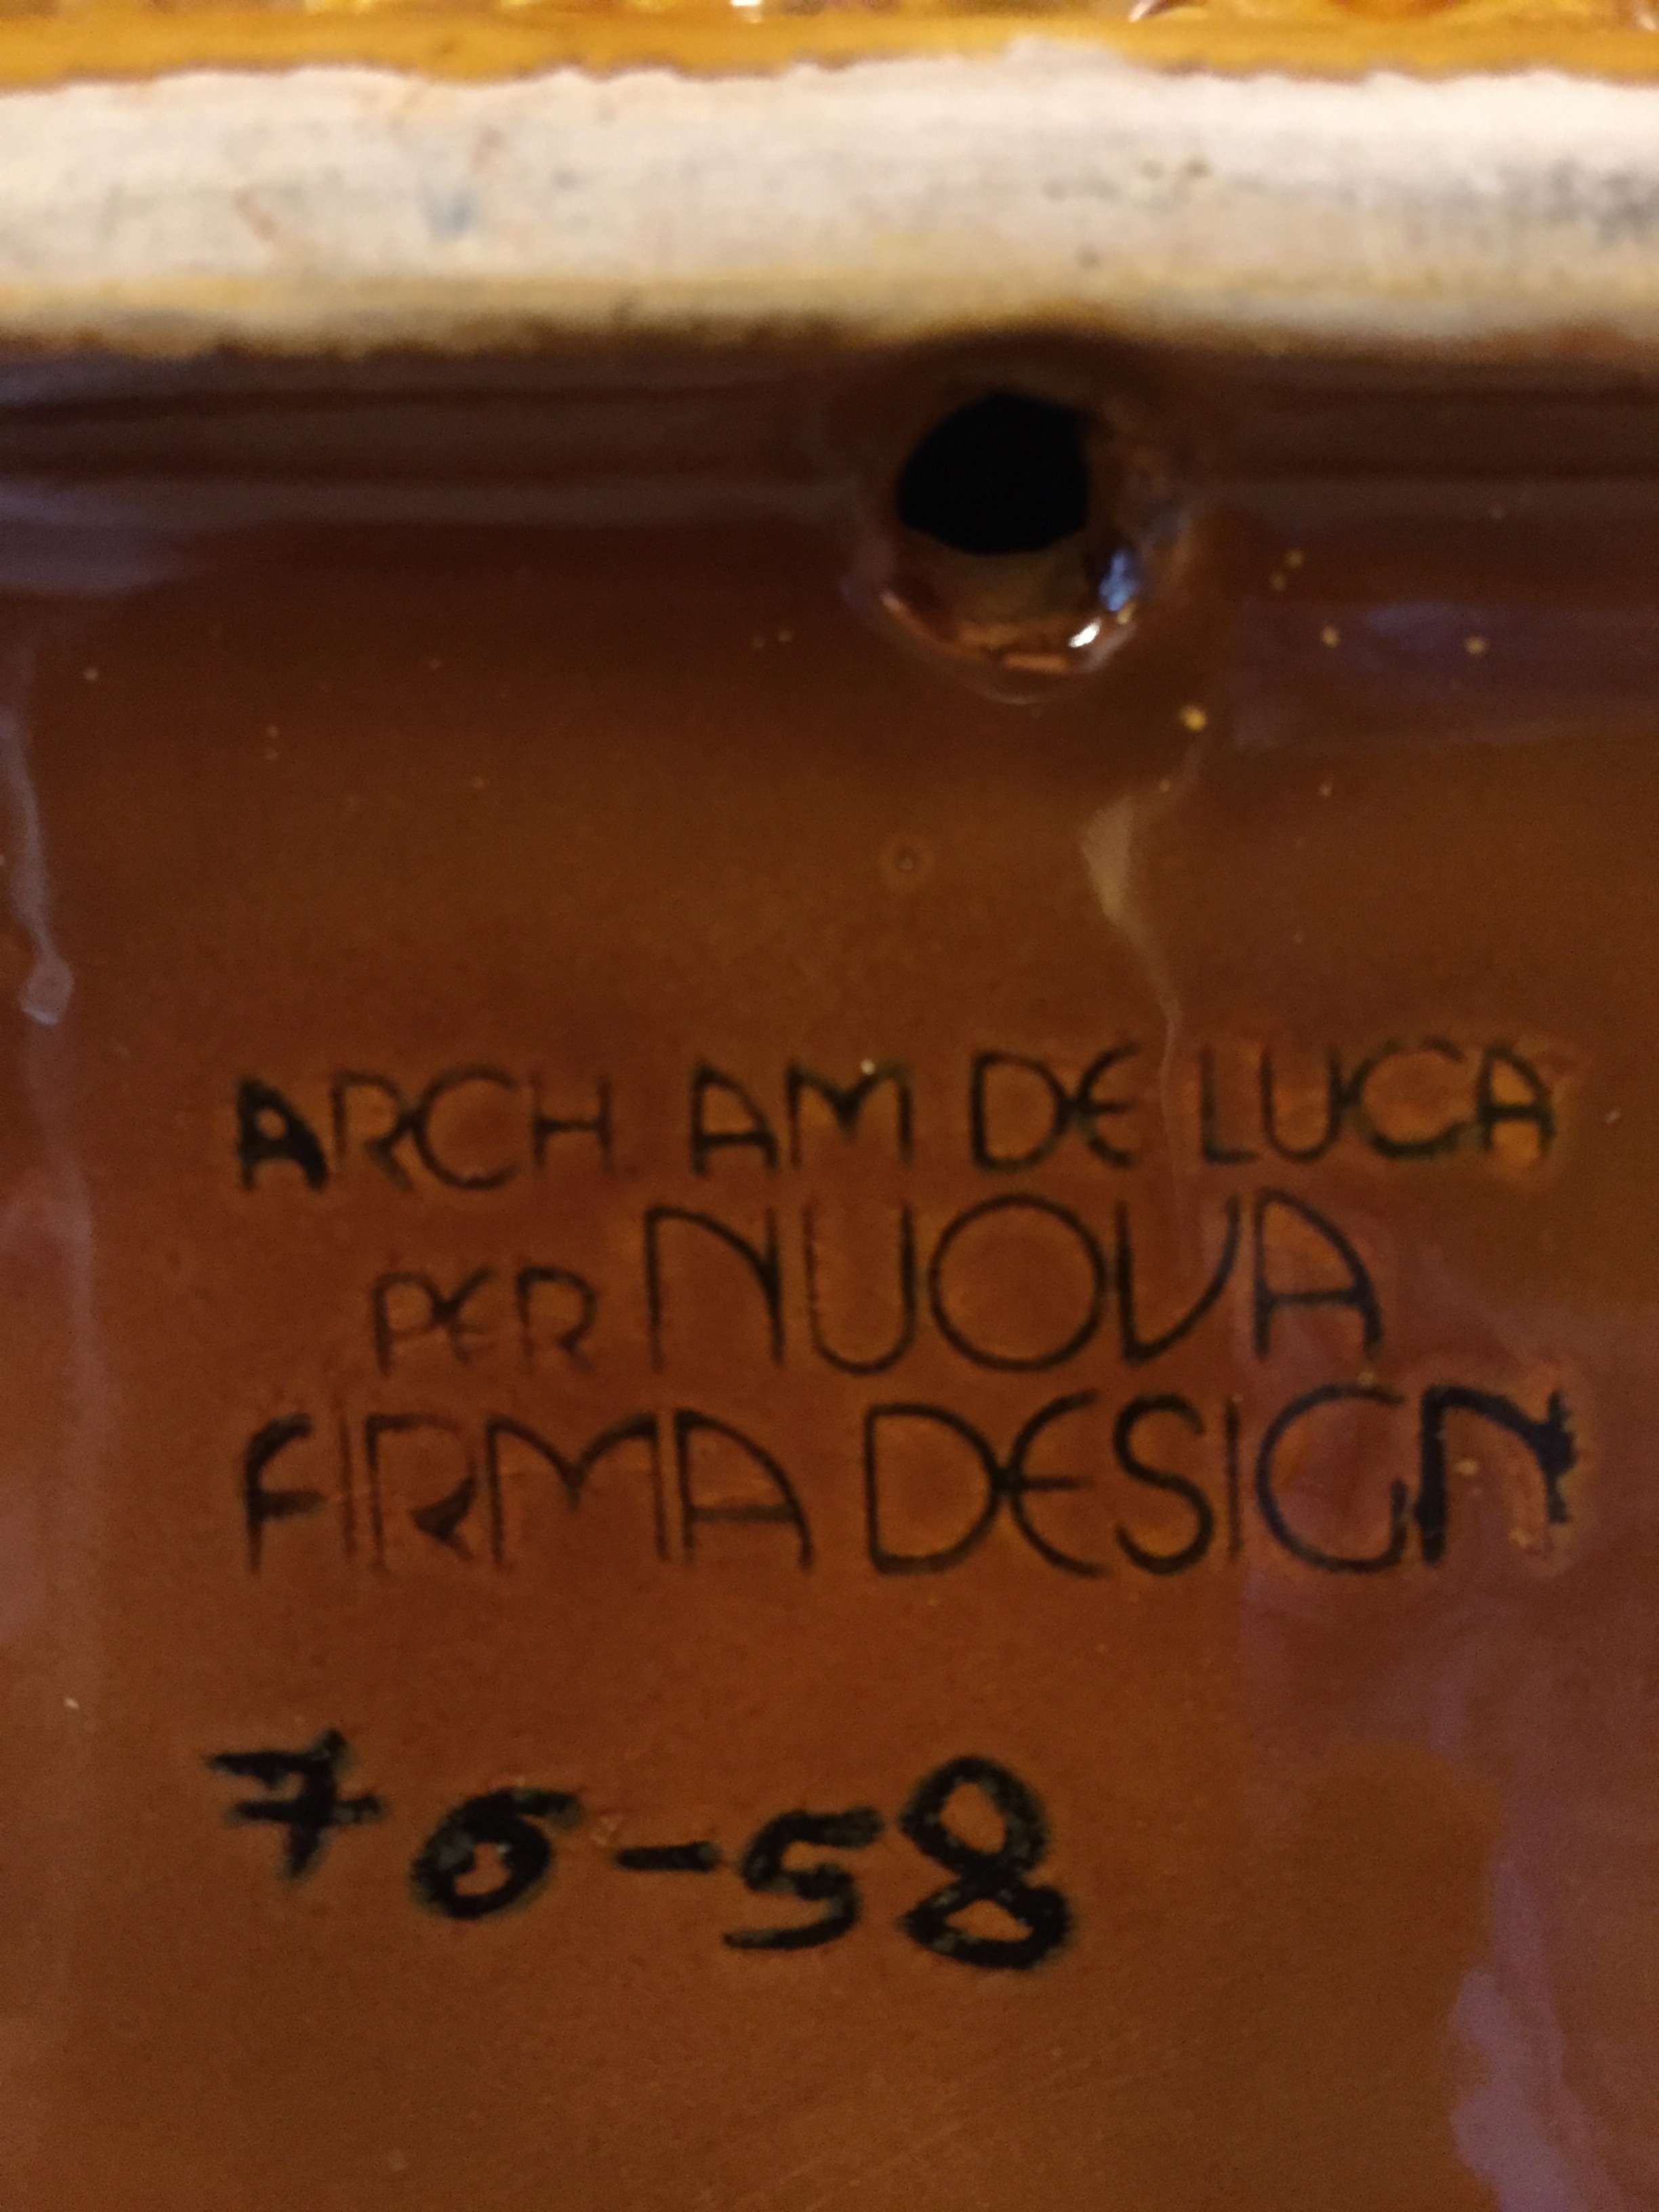 ARCH AM DE LUCA
PER NUOVA
FIRMA DESIGN
76-58